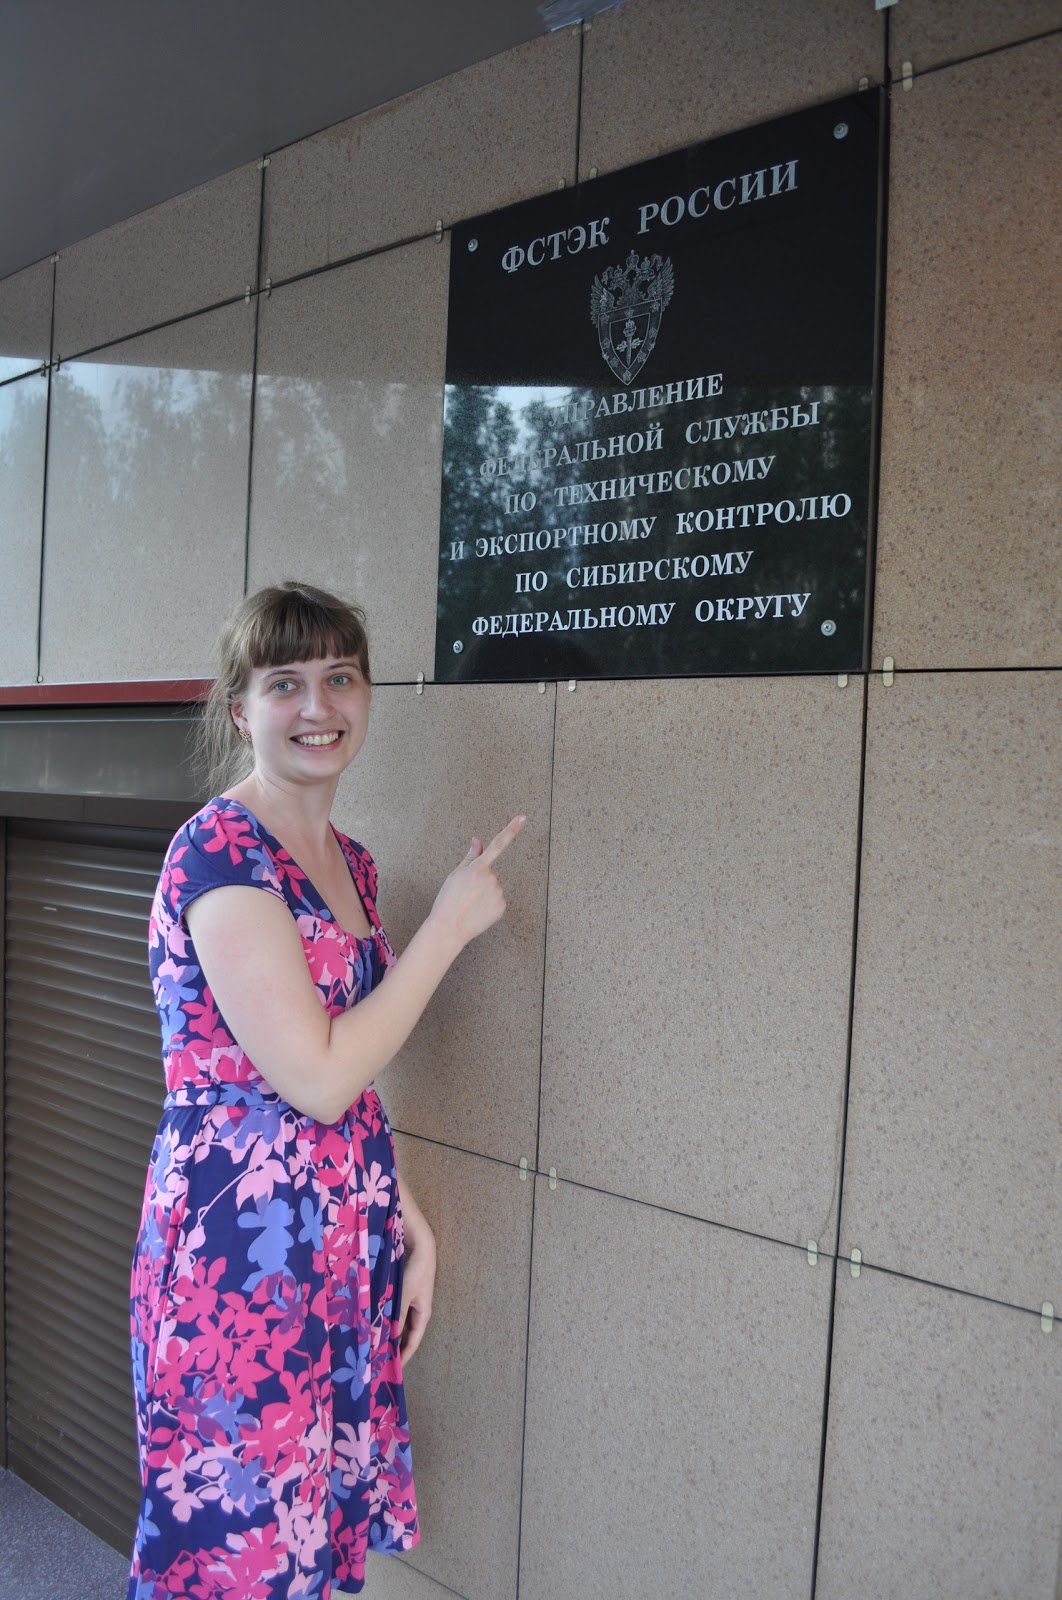 ФСТЭК РОССИИ
УПРАВЛЕНИЕ
ФЕДЕРАЛЬНОЙ СЛУЖБЫ
ПО ТЕХНИЧЕСКОМУ
И ЭКСПОРТНОМУ КОНТРОЛЮ
ПО СИБИРСКОМУ
ФЕДЕРАЛЬНОМУ ОКРУГУ